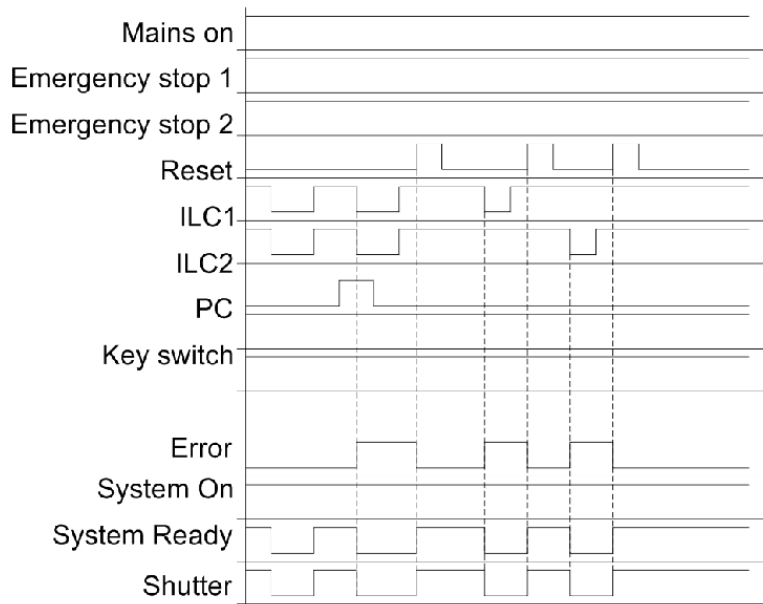 Mains on
Emergency stop 1
Emergency stop 2
Reset
ILC1
ILC2
PC
Key switch
Error
System On
System Ready
Shutter